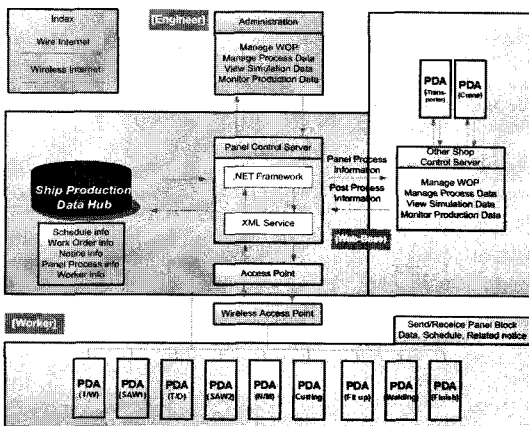 Index
Wire Internet
Wireless Internet
[Engineer]
Administration
Manage WOP
Manage Process Data
View Simulation Data
Monitor Production Data
PDA
(Trans-
porter)
PDA
(Crane)
Panel Control Server
.NET Framework
XML Service
Panel Process
Information
Post Process
Information
Other Shop
Control Server
Manage WOP
Manage Process Data
View Simulation Data
Monitor Production Data
Ship Production
Data Hub
Schedule info
Work Order info
Notice info
Panel Process info
Worker info
Access Point
Wireless Access Point
[Worker]
Send/Receice Panel Block
Data, Schedule, Related notice
PDA
(T/W)
PDA
(SAW1)
PDA
(T/O)
PDA
(SAW2)
PDA
(N/M)
PDA
Cutting
PDA
(Fit up)
PDA
(Welding)
PDA
(Finish)